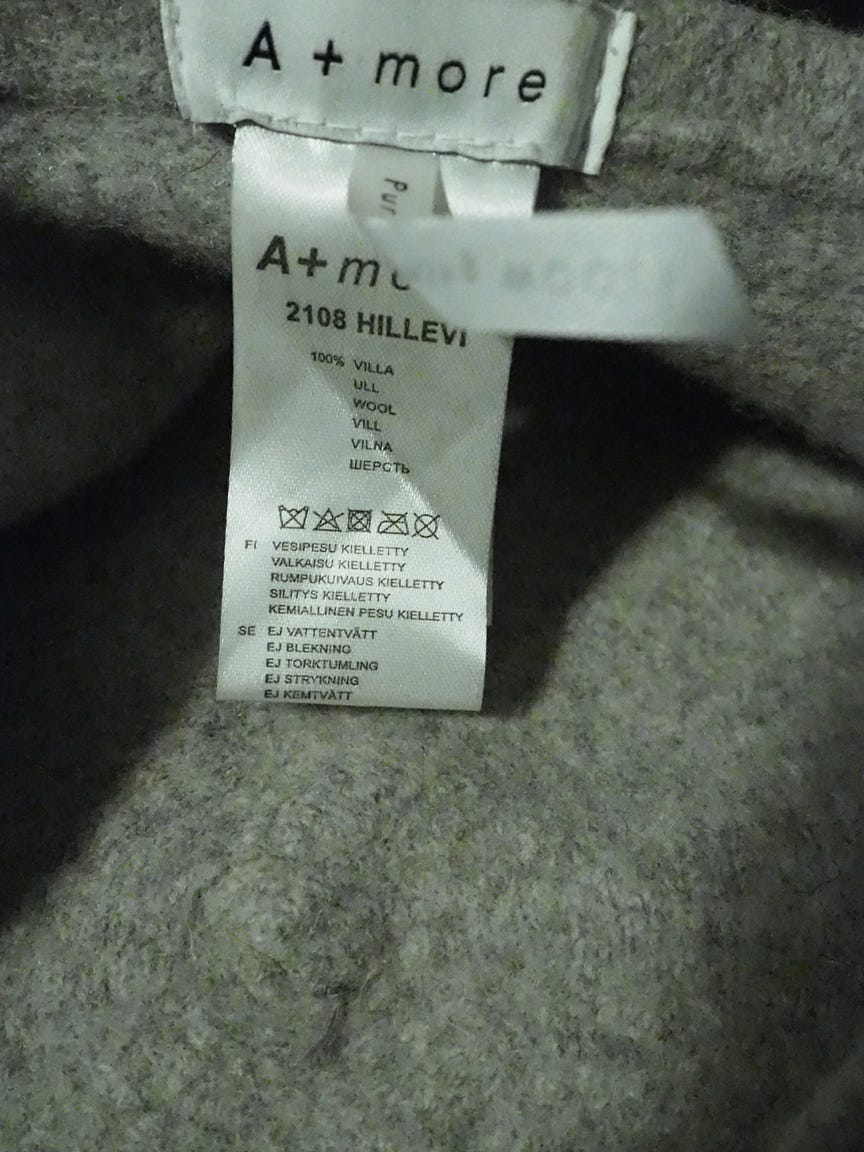 A + more
Pur
A+m
2108 HILLEVI
100% VILLA
ULL
WOOL
VILL
VILNA
ШЕРСТЬ
FI VESIPESU KIELLETTY
VALKAISU KIELLETTY
RUMPUKUIVAUS KIELLETTY
SILITYS KIELLETTY
KEMIALLINEN PESU KIELLETTY
SE EJ VATTENTVÄTT
EJ BLEKNING
EJ TORKTUMLING
EJ STRYKNING
EJ KEMTVÄTT